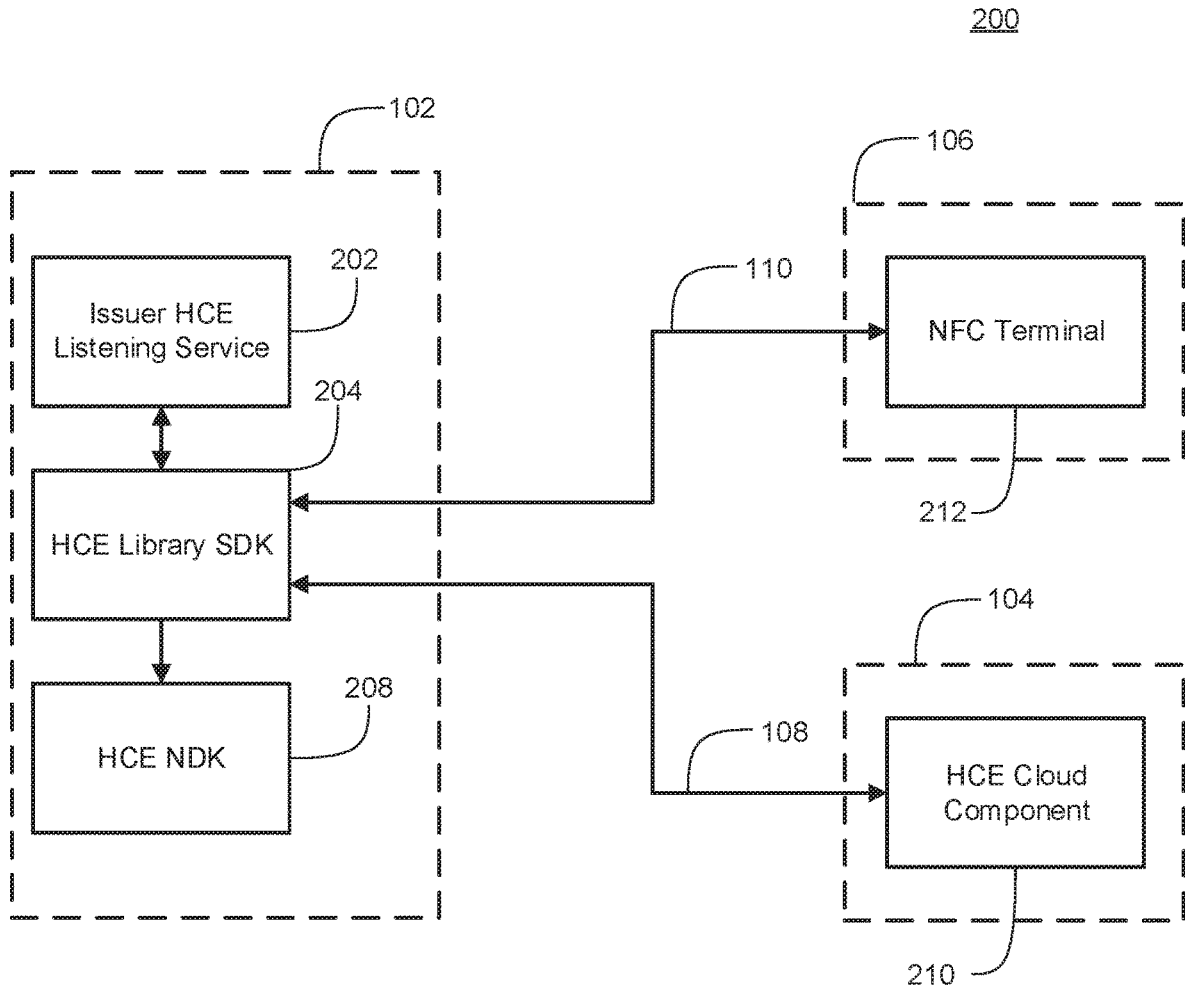 200
102
106
202
Issuer HCE
Listening Service
110
NFC Terminal
204
HCE Library SDK
212
104
208
HCE NDK
108
HCE Cloud
Component
210